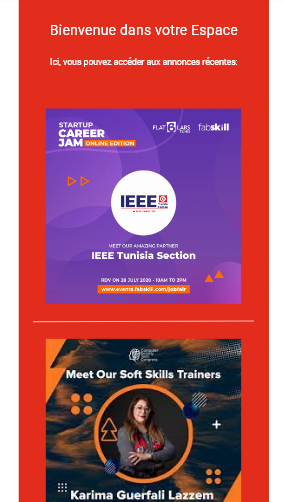 Bienvenue dans votre Espace
Ici, vous pouvez accéder aux annonces récentes:
STARTUP
CAREER
JAM ONLINE EDITION
FLAT6LABS
TUNIS
fabskill
IEEE
MEET OUR AMAZING PARTNER
IEEE Tunisia Section
RDV ON 28 JULY 2020 - 10AM TO 2PM
www.events.fabskill.com/jobfair
Meet Our Soft Skills Trainers
Karima Guerfali Lazzem